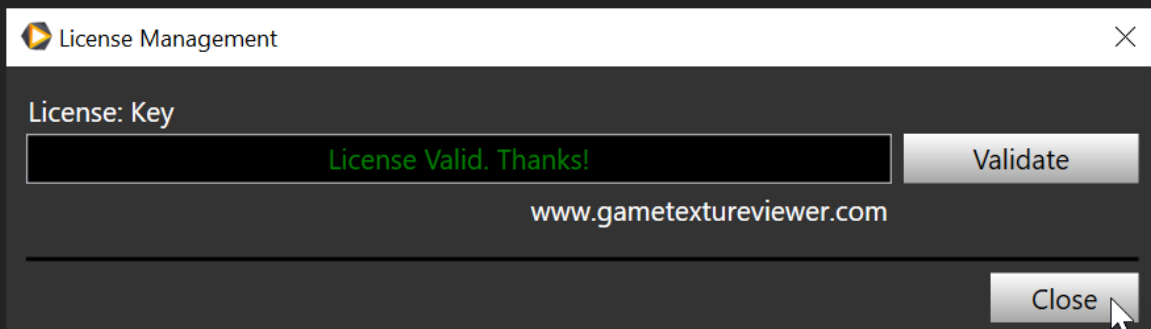 License Management
License: Key
License Valid. Thanks!
Validate
www.gametextureviewer.com
Close